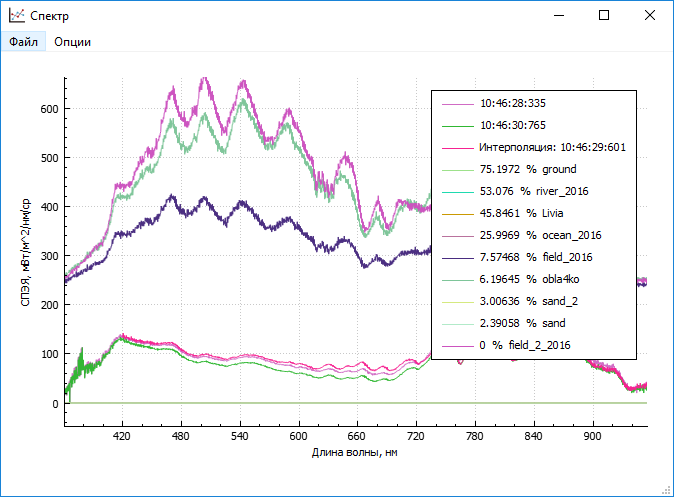 Спектр
Файл Опции
600
500
400
300
200
100
0
СПЭЯ, мВт/м^2/нм/ср
420 480 540 600 660 720 780 840 900
Длина волны, нм
10:46:28:335
10:46:30:765
Интерполяция: 10:46:29:601
75.1972 % ground
53.076 % river_2016
45.8461 % Livia
25.9969 % ocean_2016
7.57468 % field_2016
6.19645 % obla4ko
3.00636 % sand_2
2.39058 % sand
0 % field_2_2016